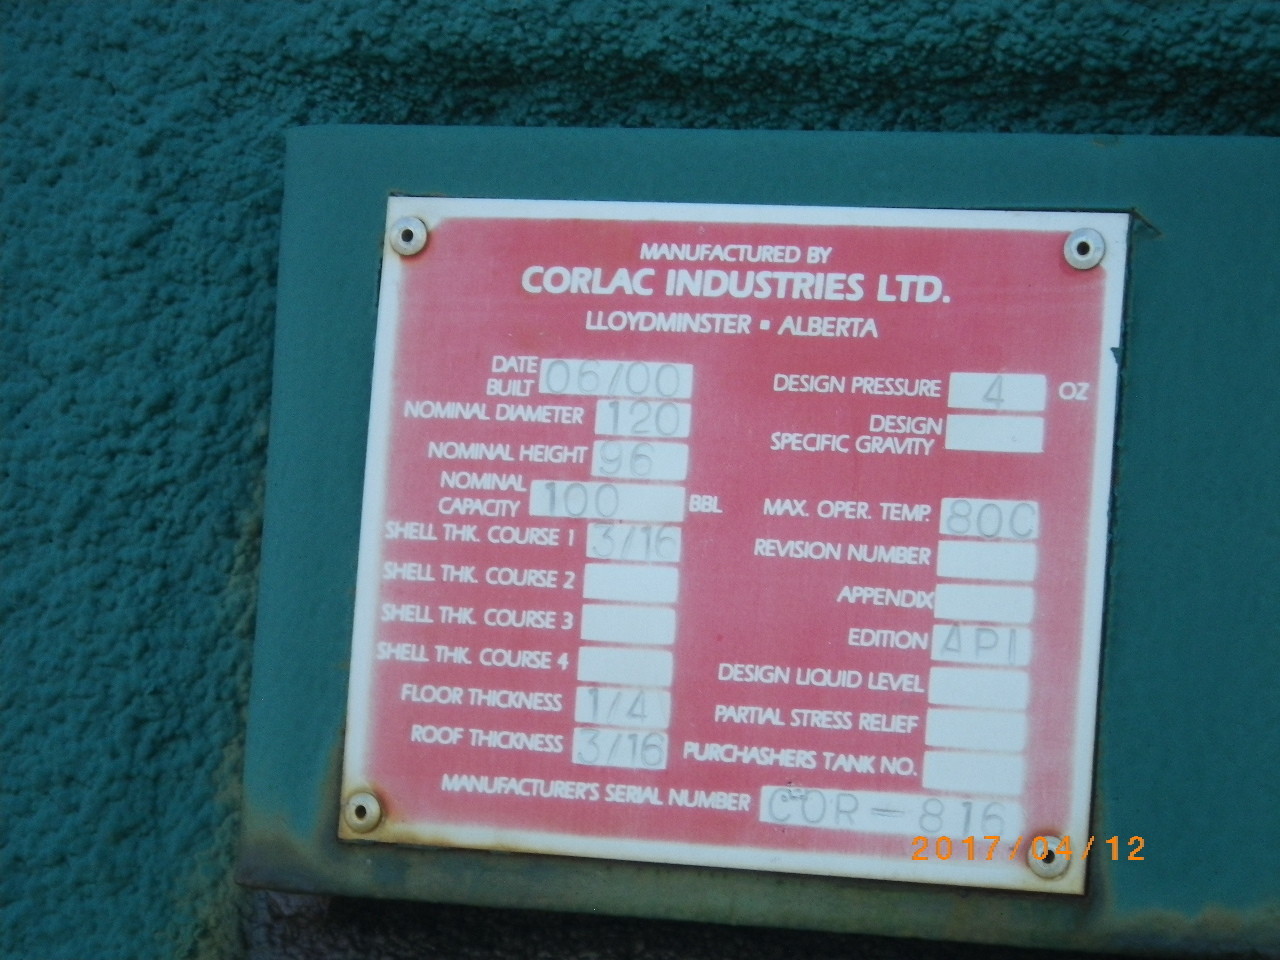 MANUFACTURED BY
CORLAC INDUSTRIES LTD.
LLOYDMINSTER ▪ ALBERTA
DATE BUILT 06/00
NOMINAL DIAMETER 120
NOMINAL HEIGHT 96
NOMINAL CAPACITY 100 BBL
SHELL THK. COURSE 1 3/16
SHELL THK. COURSE 2
SHELL THK. COURSE 3
SHELL THK. COURSE 4
FLOOR THICKNESS 1/4
ROOF THICKNESS 3/16
DESIGN PRESSURE 4 OZ
DESIGN SPECIFIC GRAVITY
MAX. OPER. TEMP. 80C
REVISION NUMBER
APPENDIX
EDITION API
DESIGN LIQUID LEVEL
PARTIAL STRESS RELIEF
PURCHASHERS TANK NO.
MANUFACTURER'S SERIAL NUMBER COR-816
2017/04/12